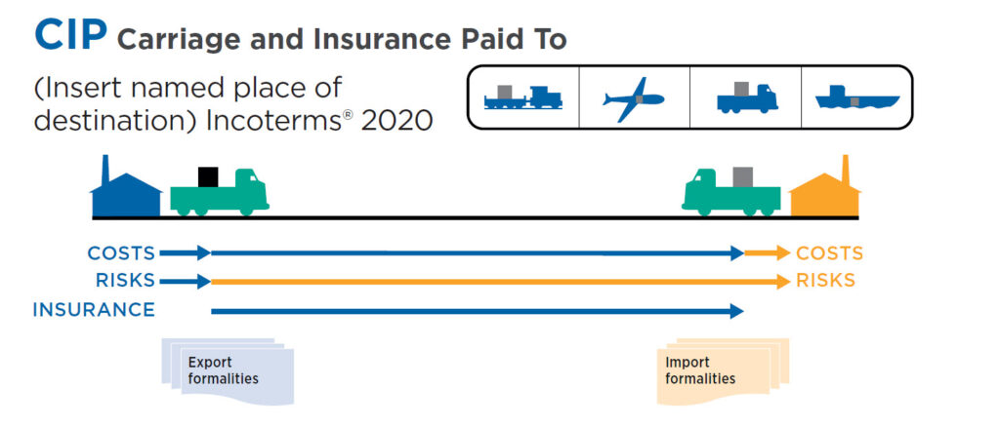 CIP Carriage and Insurance Paid To
(Insert named place of
destination) Incoterms® 2020
COSTS
COSTS
RISKS
RISKS
INSURANCE
Export
formalities
Import
formalities